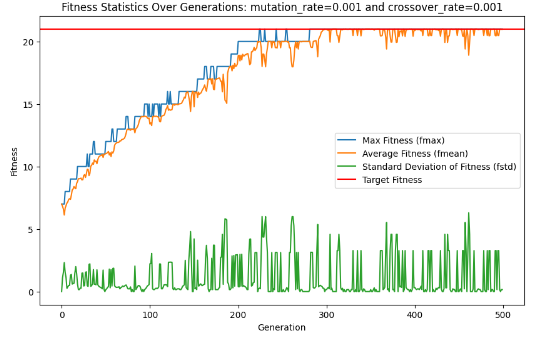 Fitness Statistics Over Generations: mutation_rate=0.001 and crossover_rate=0.001
20
15
10
5
0
Fitness
Max Fitness (fmax)
Average Fitness (fmean)
Standard Deviation of Fitness (fstd)
Target Fitness
0 100 200 300 400 500
Generation